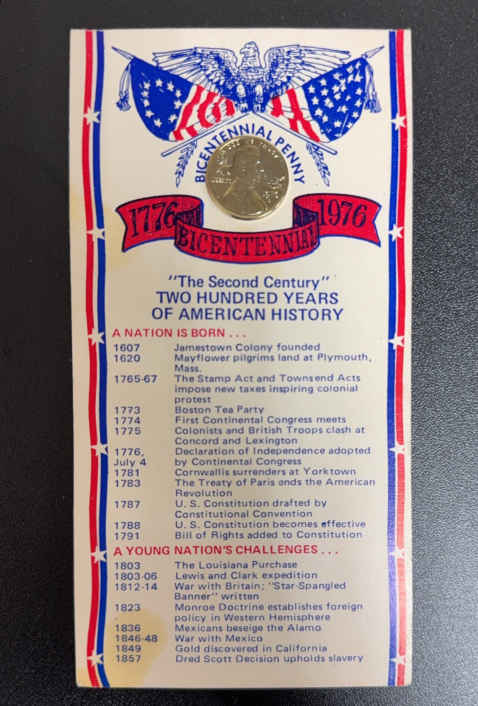 BICENTENNIAL PENNY
1776 1976
BICENTENNIAL
"The Second Century"
TWO HUNDRED YEARS
OF AMERICAN HISTORY
A NATION IS BORN . . .
1607 Jamestown Colony founded
1620 Mayflower pilgrims land at Plymouth,
Mass.
1765-67 The Stamp Act and Townsend Acts
impose new taxes inspiring colonial
protest
1773 Boston Tea Party
1774 First Continental Congress meets
1775 Colonists and British Troops clash at
Concord and Lexington
1776, Declaration of Independence adopted
July 4 by Continental Congress
1781 Cornwallis surrenders at Yorktown
1783 The Treaty of Paris ends the American
Revolution
1787 U. S. Constitution drafted by
Constitutional Convention
1788 U. S. Constitution becomes effective
1791 Bill of Rights added to Constitution
A YOUNG NATION'S CHALLENGES . . .
1803 The Louisiana Purchase
1803-06 Lewis and Clark expedition
1812-14 War with Britain; "Star-Spangled
Banner" written
1823 Monroe Doctrine establishes foreign
policy in Western Hemisphere
1836 Mexicans beseige the Alamo
1846-48 War with Mexico
1849 Gold discovered in California
1857 Dred Scott Decision upholds slavery